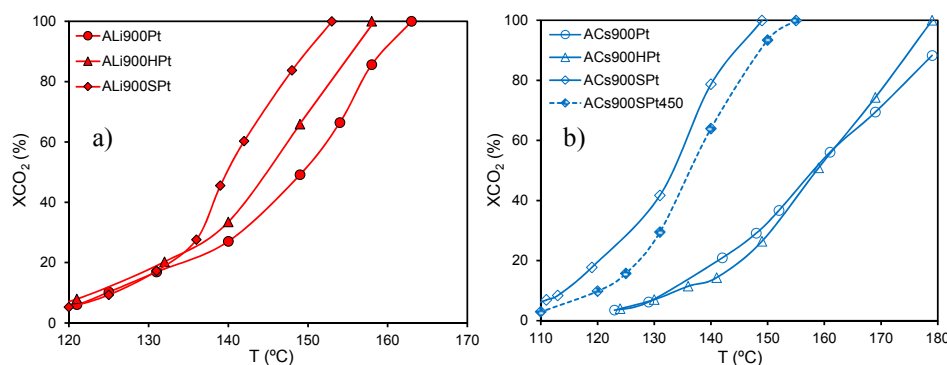 a)
ALi900Pt
ALi900HPt
ALi900SPt
XCO₂ (%)
100
80
60
40
20
0
120 130 140 150 160 170
T (ºC)
b)
ACs900Pt
ACs900HPt
ACs900SPt
ACs900SPt450
XCO₂ (%)
100
80
60
40
20
0
110 120 130 140 150 160 170 180
T (ºC)